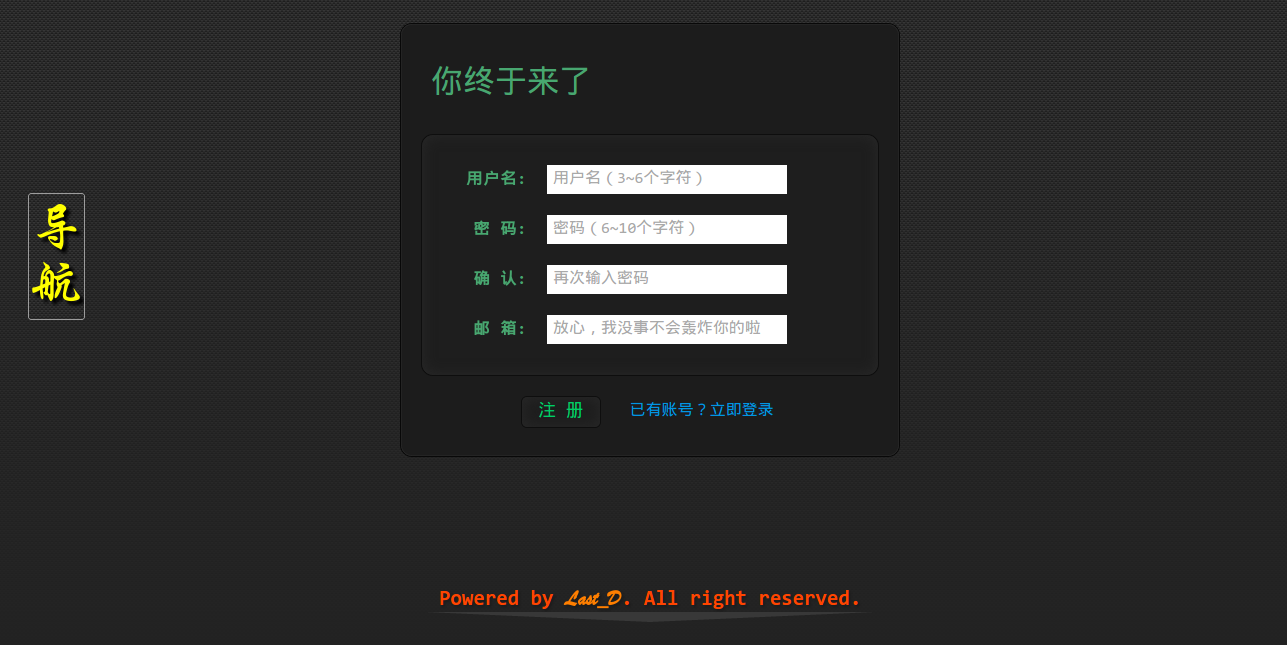 你终于来了
用户名: 用户名（3~6个字符）
密 码: 密码（6~10个字符）
确 认: 再次输入密码
邮 箱: 放心，我没事不会轰炸你的啦
注 册 已有账号？立即登录
导
航
Powered by Last_D. All right reserved.